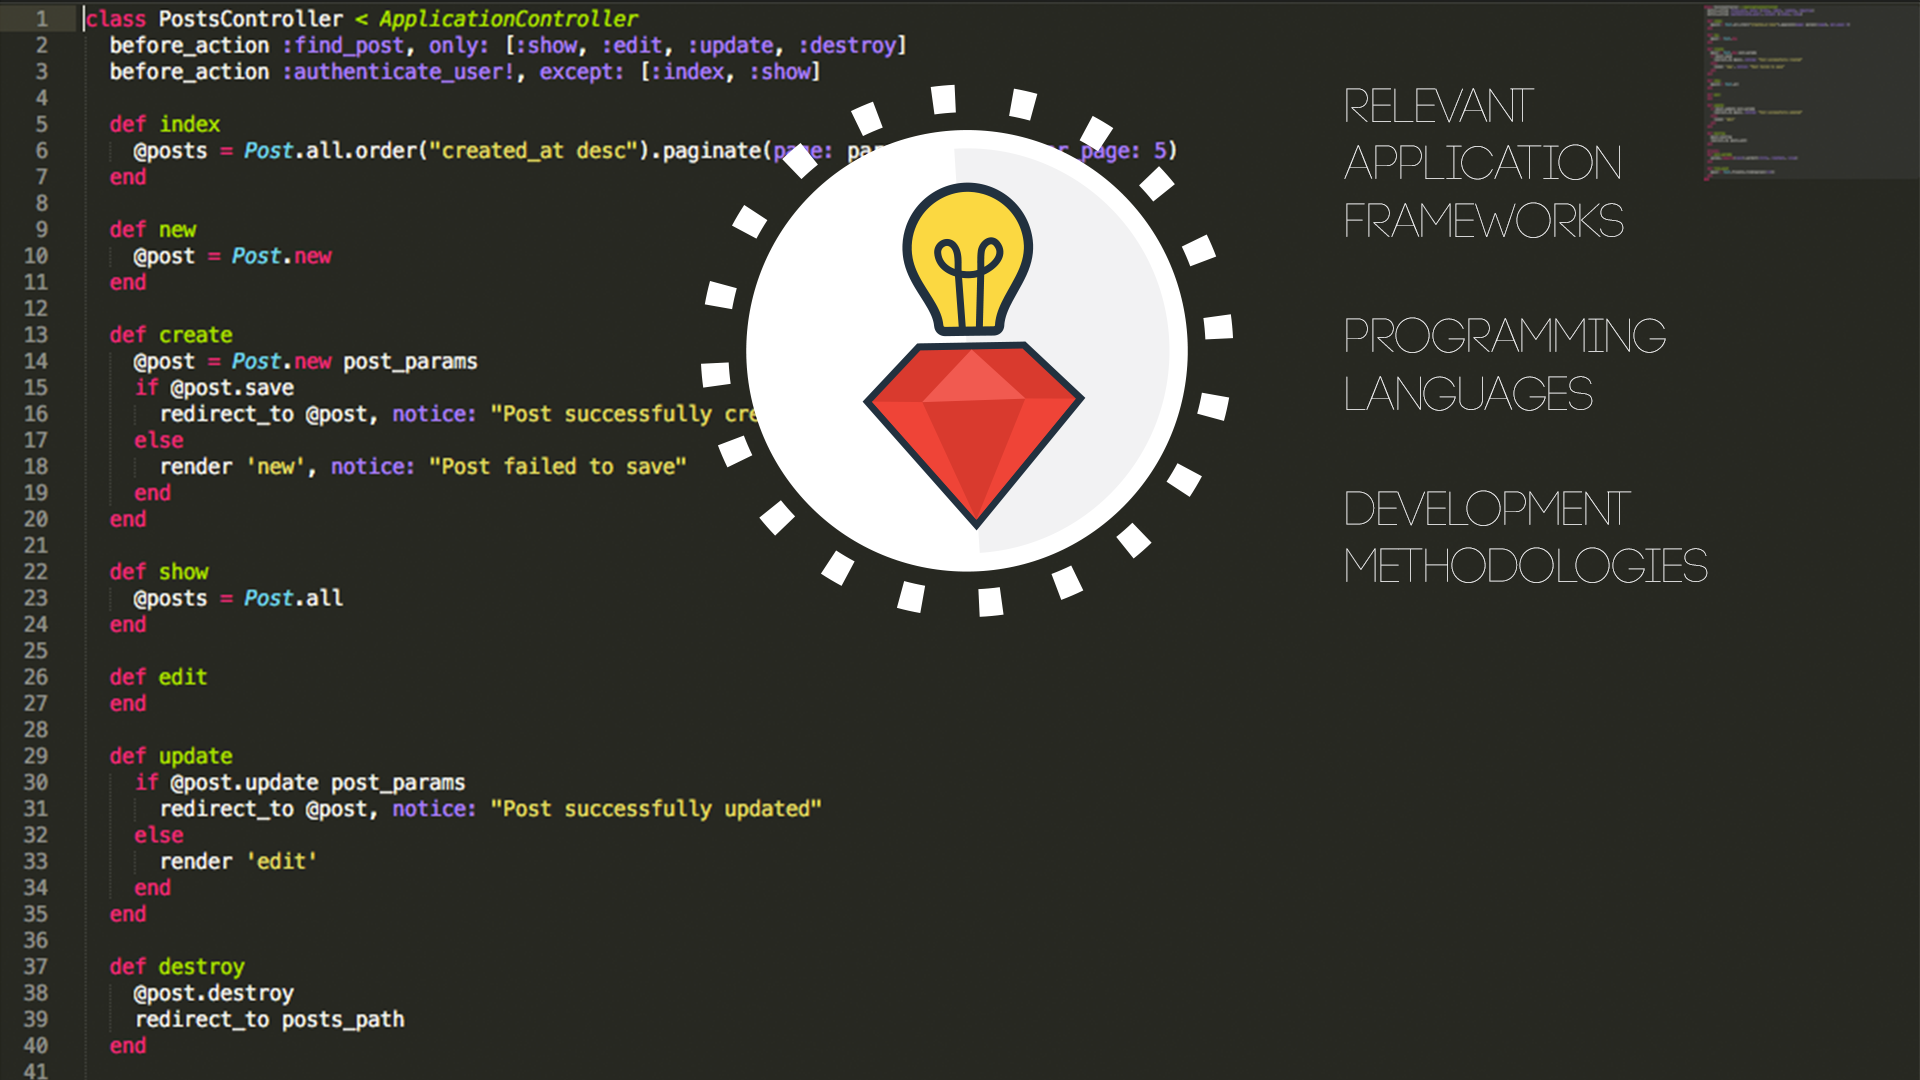 1 class PostsController < ApplicationController
2 before_action :find_post, only: [:show, :edit, :update, :destroy]
3 before_action :authenticate_user!, except: [:index, :show]
4
5 def index
6 @posts = Post.all.order("created_at desc").paginate( page: 5)
7 end
8
9 def new
10 @post = Post.new
11 end
12
13 def create
14 @post = Post.new post_params
15 if @post.save
16 redirect_to @post, notice: "Post successfully
17 else
18 render 'new', notice: "Post failed to save"
19 end
20 end
21
22 def show
23 @posts = Post.all
24 end
25
26 def edit
27 end
28
29 def update
30 if @post.update post_params
31 redirect_to @post, notice: "Post successfully updated"
32 else
33 render 'edit'
34 end
35 end
36
37 def destroy
38 @post.destroy
39 redirect_to posts_path
40 end
41
RELEVANT
APPLICATION
FRAMEWORKS
PROGRAMMING
LANGUAGES
DEVELOPMENT
METHODOLOGIES